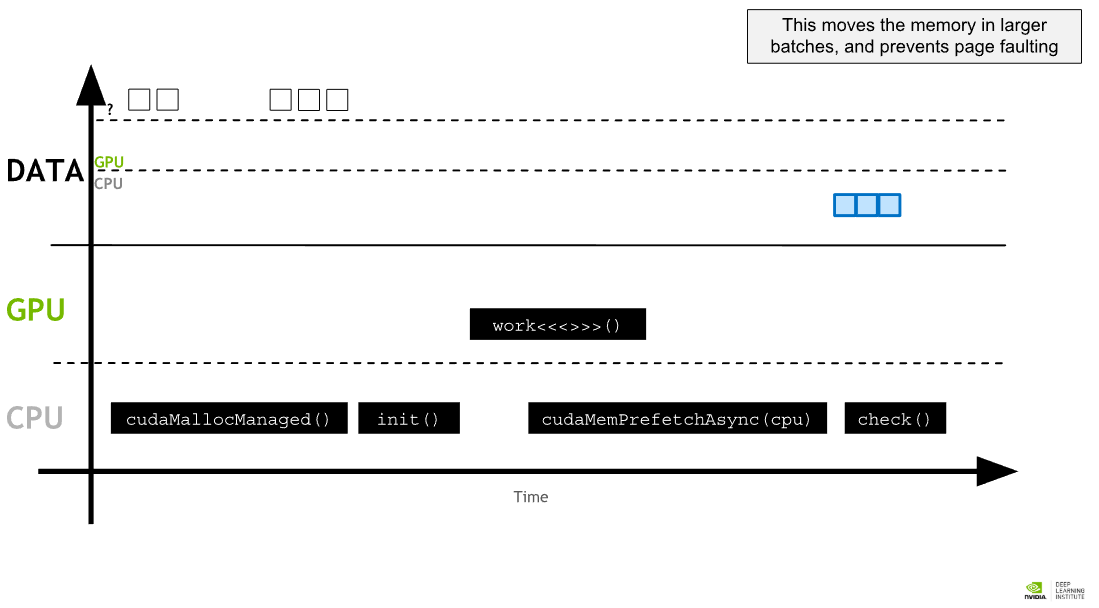 This moves the memory in larger
batches, and prevents page faulting
?
DATA
GPU
CPU
GPU
work<<<>>>()
CPU
cudaMallocManaged()
init()
cudaMemPrefetchAsync(cpu)
check()
Time
NVIDIA
DEEP
LEARNING
INSTITUTE